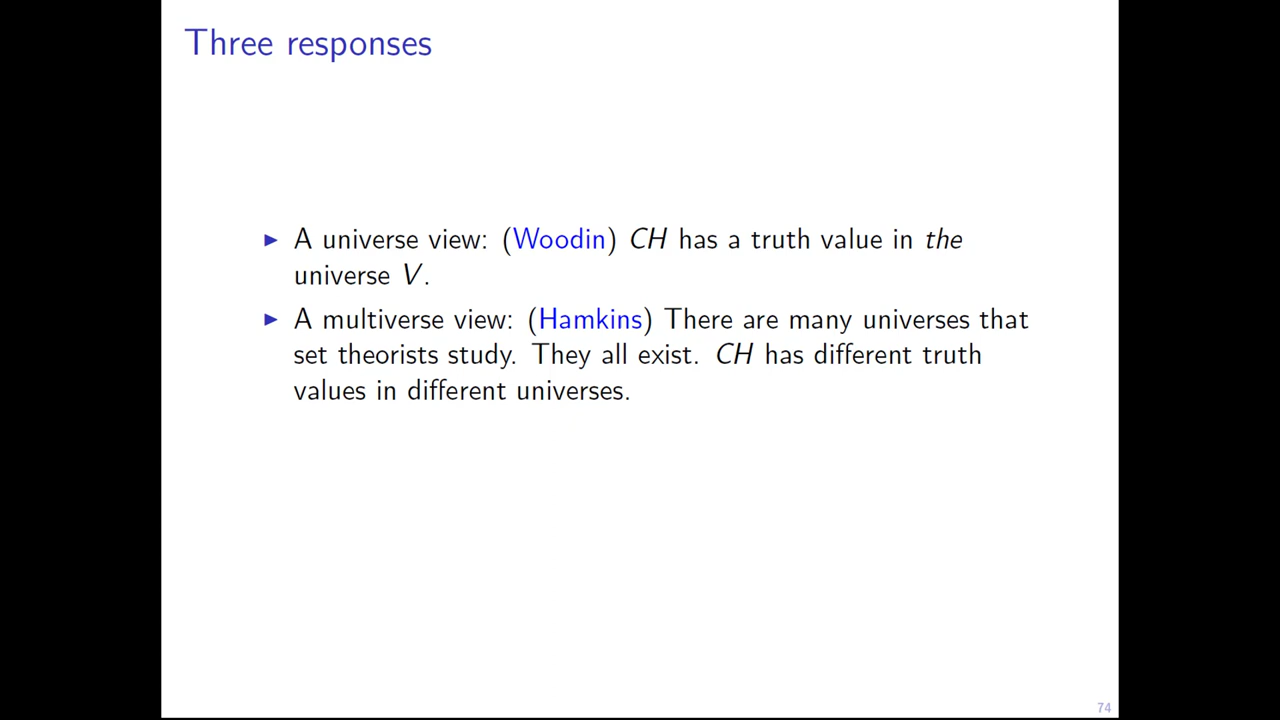 Three responses
▶ A universe view: (Woodin) CH has a truth value in the
universe V.
▶ A multiverse view: (Hamkins) There are many universes that
set theorists study. They all exist. CH has different truth
values in different universes.
74